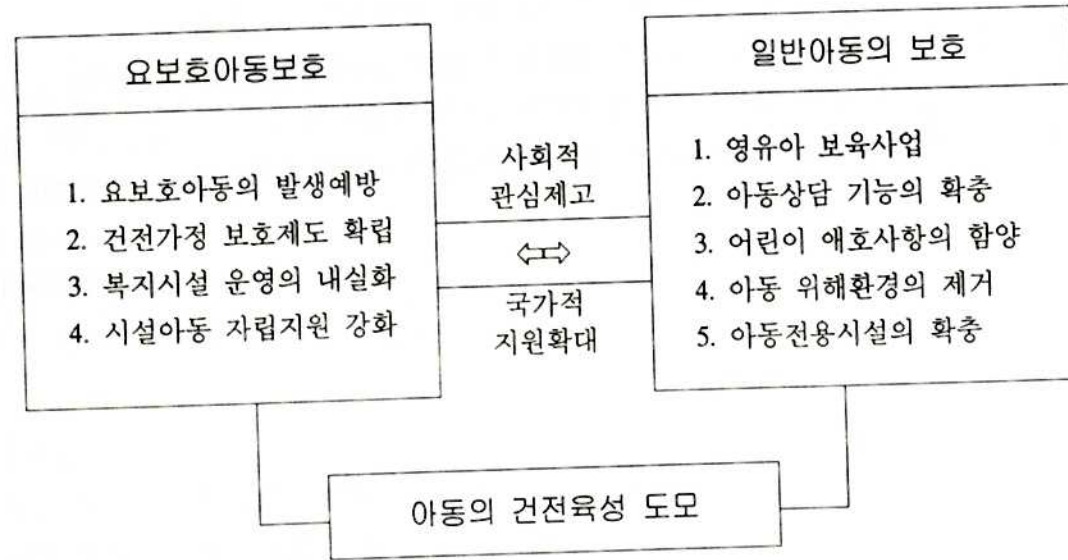 요보호아동보호
1. 요보호아동의 발생예방
2. 건전가정 보호제도 확립
3. 복지시설 운영의 내실화
4. 시설아동 자립지원 강화
사회적
관심제고
국가적
지원확대
일반아동의 보호
1. 영유아 보육사업
2. 아동상담 기능의 확충
3. 어린이 애호사항의 함양
4. 아동 위해환경의 제거
5. 아동전용시설의 확충
아동의 건전육성 도모